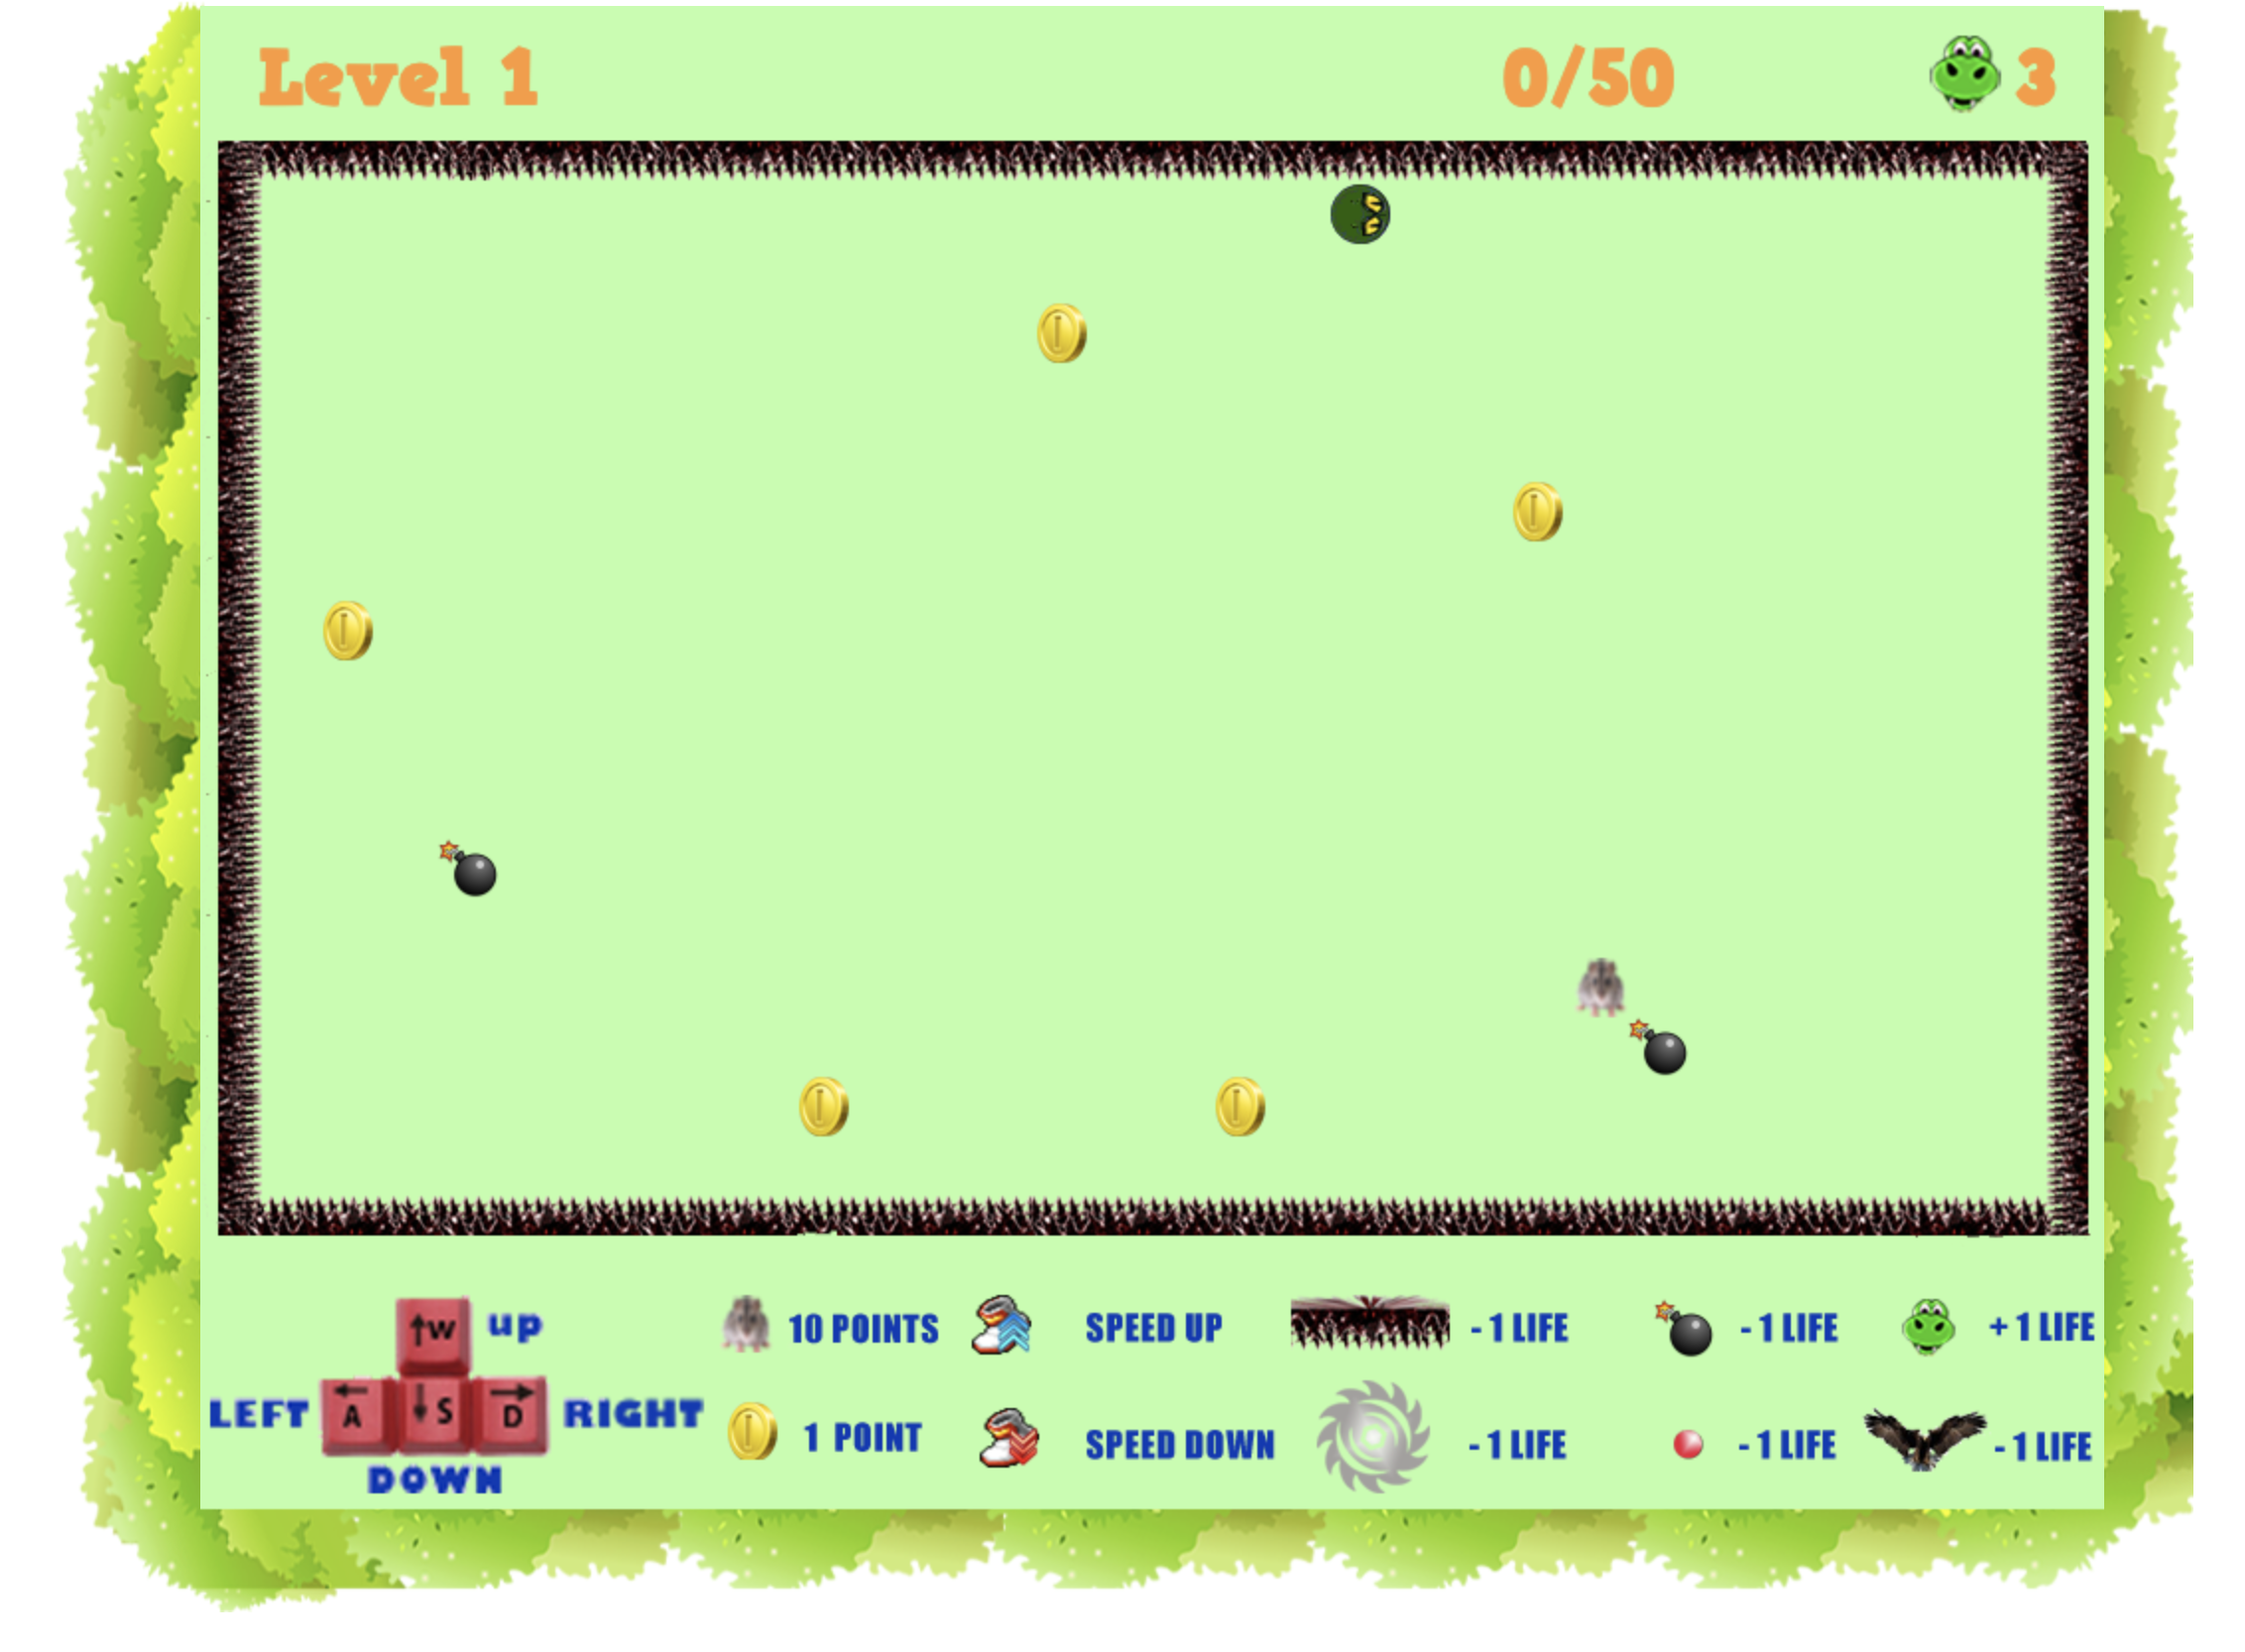 Level 1
0/50
3
W up
10 POINTS
SPEED UP
- 1 LIFE
- 1 LIFE
+ 1 LIFE
LEFT A S D RIGHT
1 POINT
SPEED DOWN
- 1 LIFE
- 1 LIFE
- 1 LIFE
DOWN